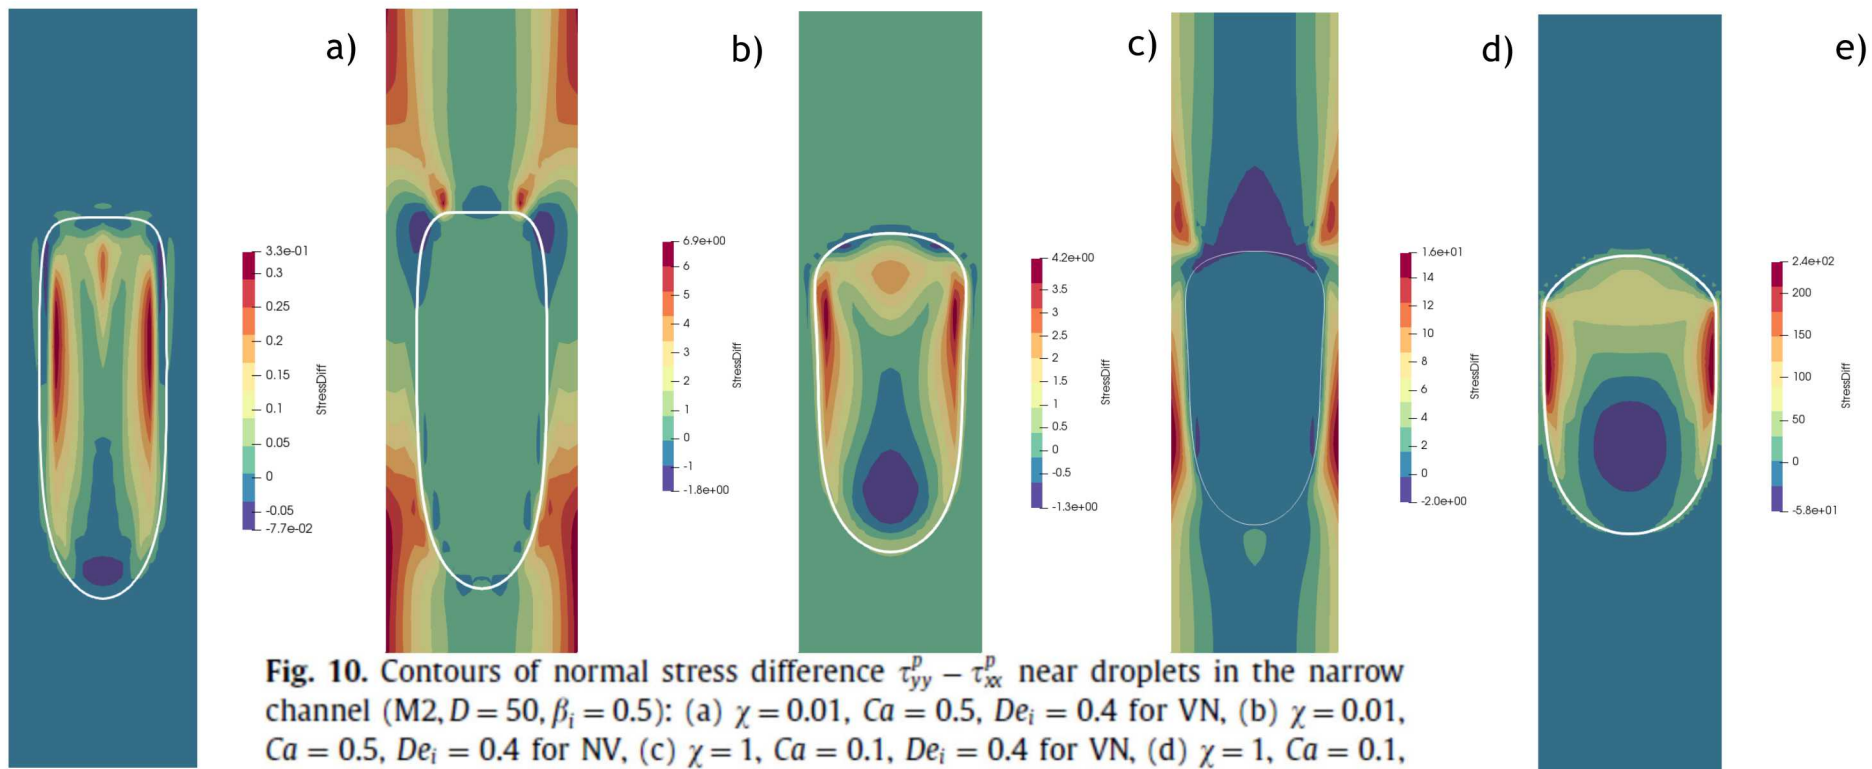 a)
b)
c)
d)
e)
3.3e-01
0.3
0.25
0.2
0.15
0.1
0.05
0
-0.05
-7.7e-02
StressDiff
6.9e+00
6
5
4
3
2
1
0
-1
-1.8e+00
StressDiff
4.2e+00
3.5
3
2.5
2
1.5
1
0.5
0
-0.5
-1.3e+00
StressDiff
1.6e+01
14
12
10
8
6
4
2
0
-2.0e+00
StressDiff
2.4e+02
200
150
100
50
0
-5.8e+01
StressDiff
Fig. 10. Contours of normal stress difference τ^p_yy − τ^p_xx near droplets in the narrow
channel (M2, D = 50, β_i = 0.5): (a) χ = 0.01, Ca = 0.5, De_i = 0.4 for VN, (b) χ = 0.01,
Ca = 0.5, De_i = 0.4 for NV, (c) χ = 1, Ca = 0.1, De_i = 0.4 for VN, (d) χ = 1, Ca = 0.1,